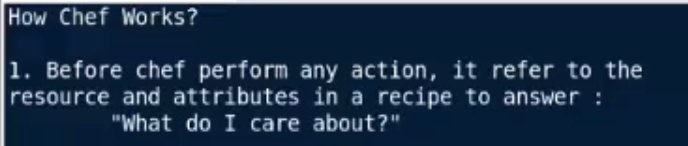 How Chef Works?
1. Before chef perform any action, it refer to the
resource and attributes in a recipe to answer :
"What do I care about?"